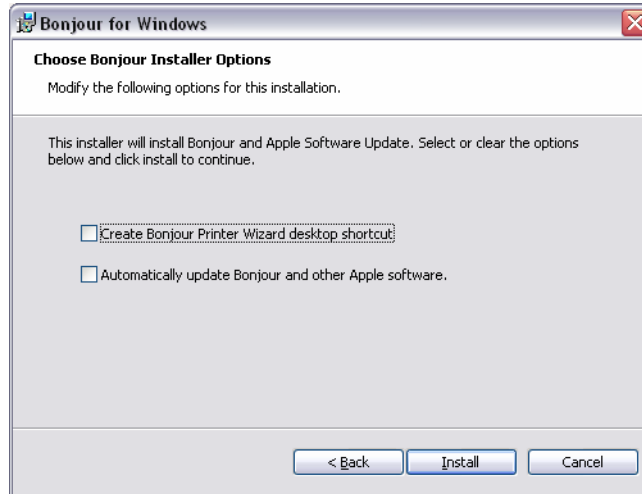 Bonjour for Windows
Choose Bonjour Installer Options
Modify the following options for this installation.
This installer will install Bonjour and Apple Software Update. Select or clear the options
below and click install to continue.
Create Bonjour Printer Wizard desktop shortcut
Automatically update Bonjour and other Apple software.
< Back Install Cancel